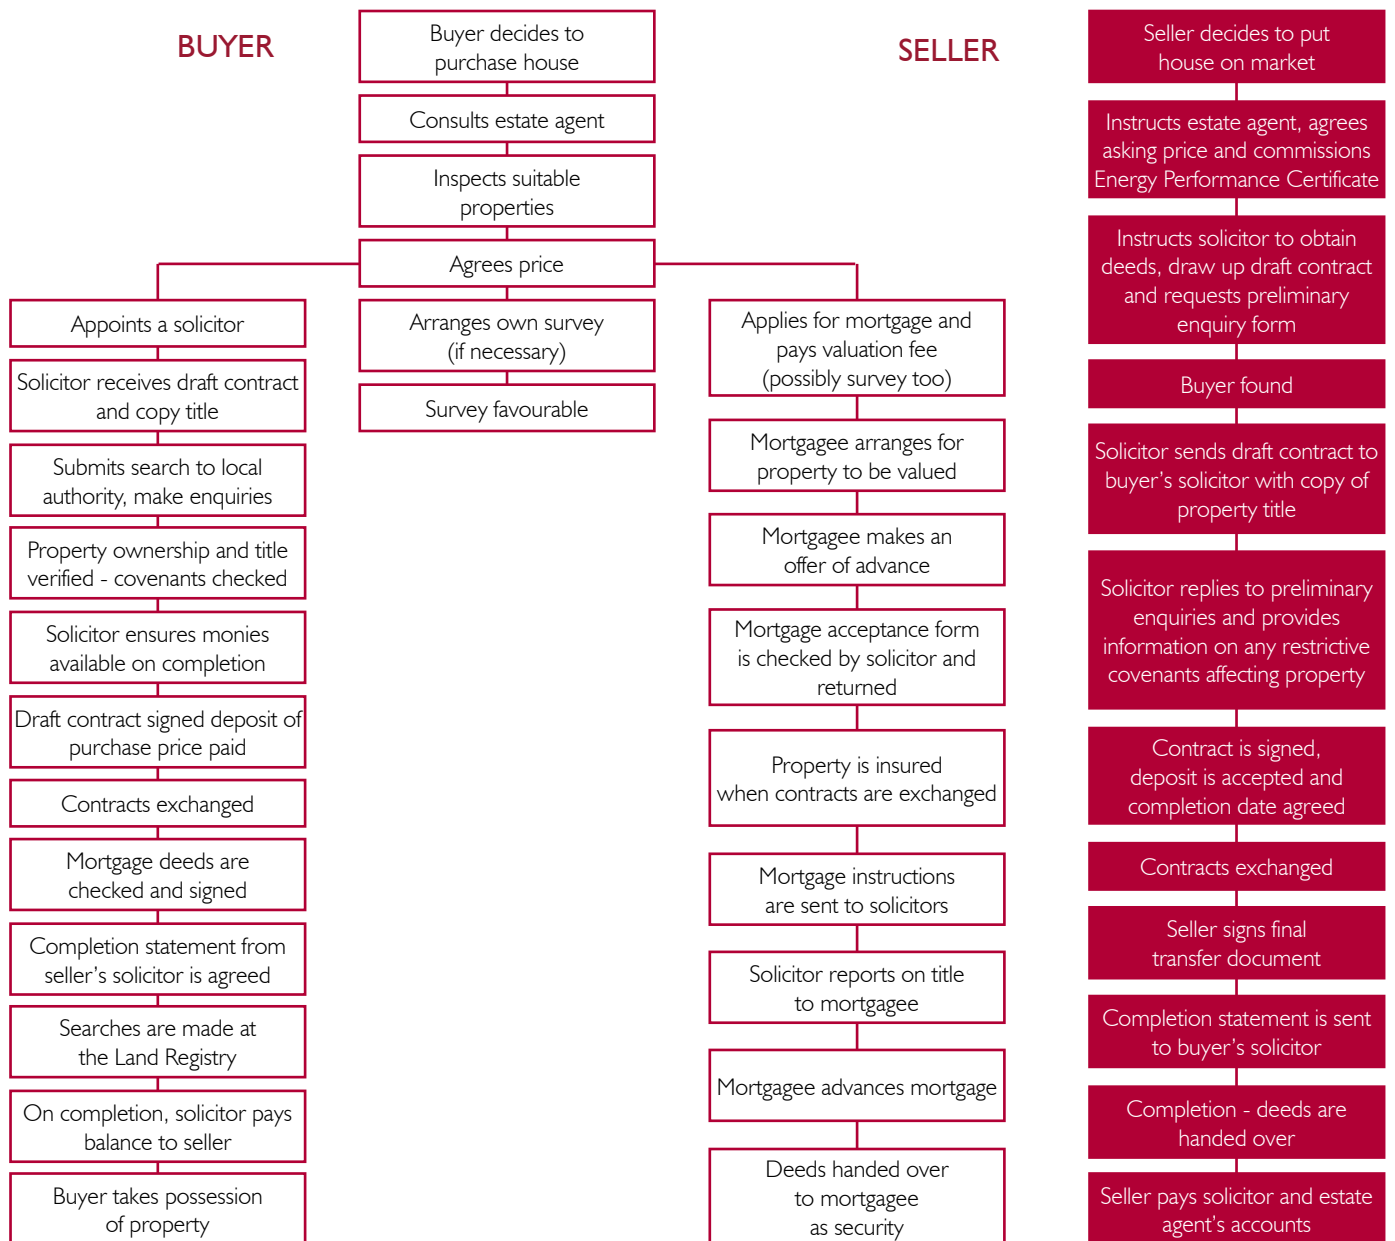 BUYER
Buyer decides to
purchase house
Consults estate agent
Inspects suitable
properties
Agrees price
Appoints a solicitor
Solicitor receives draft contract
and copy title
Submits search to local
authority, make enquiries
Property ownership and title
verified - covenants checked
Solicitor ensures monies
available on completion
Draft contract signed deposit of
purchase price paid
Contracts exchanged
Mortgage deeds are
checked and signed
Completion statement from
seller's solicitor is agreed
Searches are made at
the Land Registry
On completion, solicitor pays
balance to seller
Buyer takes possession
of property
Arranges own survey
(if necessary)
Survey favourable
Applies for mortgage and
pays valuation fee
(possibly survey too)
Mortgagee arranges for
property to be valued
Mortgagee makes an
offer of advance
Mortgage acceptance form
is checked by solicitor and
returned
Property is insured
when contracts are exchanged
Mortgage instructions
are sent to solicitors
Solicitor reports on title
to mortgagee
Mortgagee advances mortgage
Deeds handed over
to mortgagee
as security
SELLER
Seller decides to put
house on market
Instructs estate agent, agrees
asking price and commissions
Energy Performance Certificate
Instructs solicitor to obtain
deeds, draw up draft contract
and requests preliminary
enquiry form
Buyer found
Solicitor sends draft contract to
buyer's solicitor with copy of
property title
Solicitor replies to preliminary
enquiries and provides
information on any restrictive
covenants affecting property
Contract is signed,
deposit is accepted and
completion date agreed
Contracts exchanged
Seller signs final
transfer document
Completion statement is sent
to buyer's solicitor
Completion - deeds are
handed over
Seller pays solicitor and estate
agent's accounts